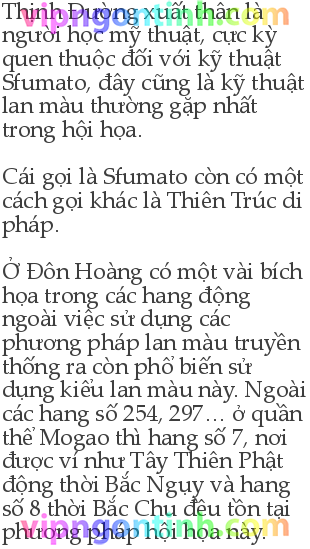 Thịnh Đường xuất thân là
người học mỹ thuật, cực kỳ
quen thuộc đối với kỹ thuật
Sfumato, đây cũng là kỹ thuật
lan màu thường gặp nhất
trong hội họa.
Cái gọi là Sfumato còn có một
cách gọi khác là Thiên Trúc di
pháp.
Ở Đôn Hoàng có một vài bích
họa trong các hang động
ngoài việc sử dụng các
phương pháp lan màu truyền
thống ra còn phổ biến sử
dụng kiểu lan màu này. Ngoài
các hang số 254, 297... ở quần
thể Mogao thì hang số 7, nơi
được ví như Tây Thiên Phật
động thời Bắc Ngụy và hang
số 8 thời Bắc Chu đều tồn tại
phương pháp hội họa này.
vipngontinh.com
vipngontinh.com